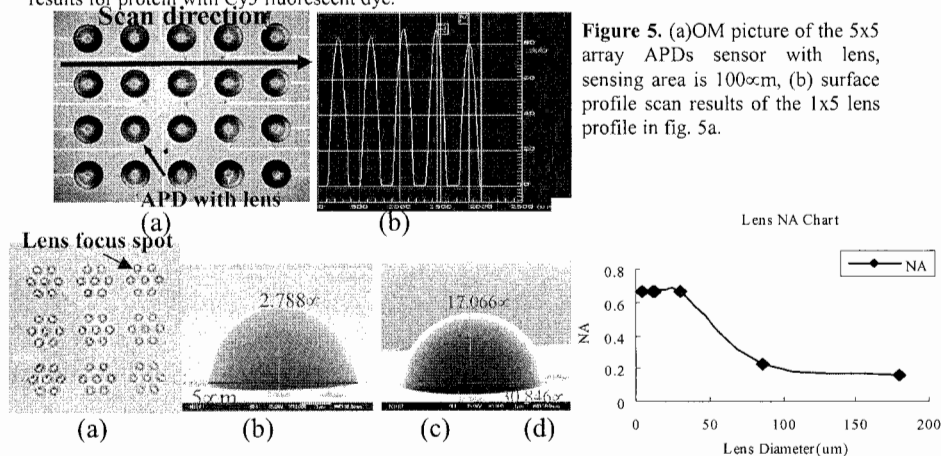 results for protein with Cy5 fluorescent dye.
Scan direction
APD with lens
(a)
(b)
Figure 5. (a)OM picture of the 5x5
array APDs sensor with lens,
sensing area is 100∝m, (b) surface
profile scan results of the 1x5 lens
profile in fig. 5a.
Lens focus spot
(a)
2.788∝
5∝m
(b)
17.066∝
30.846∝
(c)
(d)
Lens NA Chart
NA
NA
0.8
0.6
0.4
0.2
0
0
50
100
150
200
Lens Diameter(um)